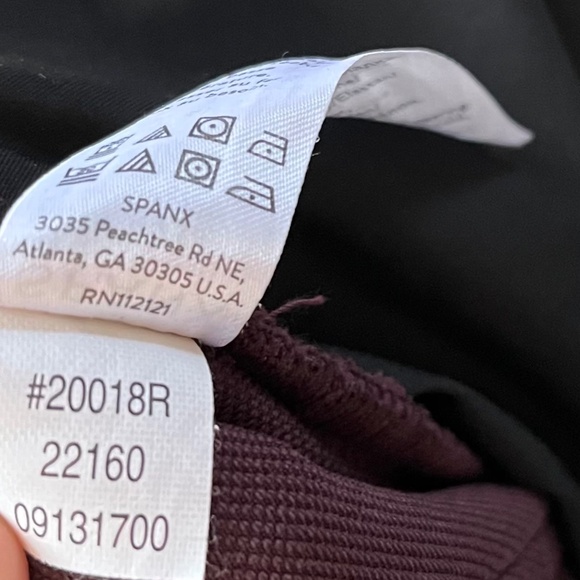 SPANX
3035 Peachtree Rd NE,
Atlanta, GA 30305 U.S.A.
RN112121
#20018R
22160
09131700